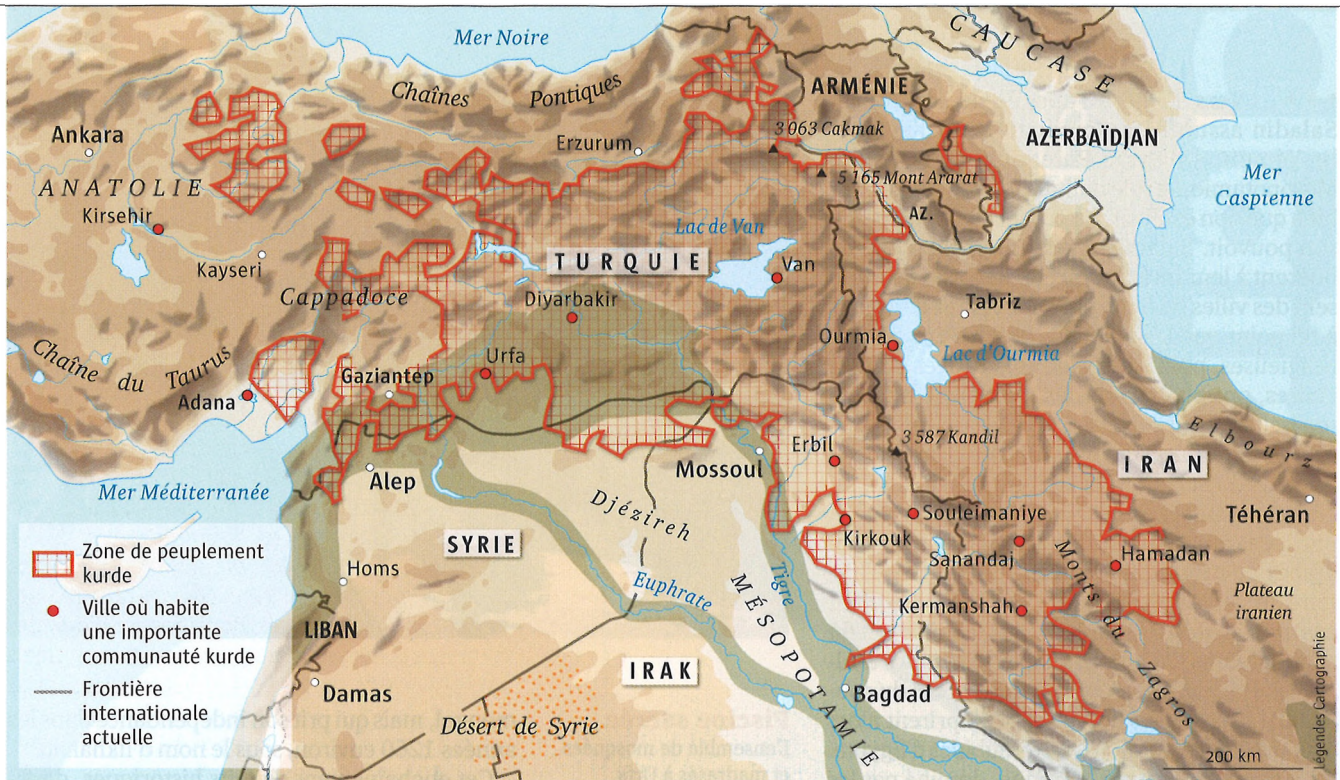 Mer Noire
CAUCASE
Chaînes Pontiques
ARMÉNIE
Ankara
Erzurum
3 063 Cakmak
AZERBAÏDJAN
Mer
Caspienne
ANATOLIE
5 165 Mont Ararat
Kirsehir
AZ.
Lac de Van
Kayseri
TURQUIE
Van
Cappadoce
Diyarbakir
Tabriz
Ourmia
Lac d'Ourmia
Chaîne du Taurus
Urfa
Gaziantep
Adana
Elbourz
Erbil
3 587 Kandil
Mossoul
IRAN
Alep
Mer Méditerranée
Djézireh
Souleïmaniye
Téhéran
Kirkouk
SYRIE
Sanandaj
Hamadan
Zone de peuplement
kurde
Homs
Euphrate
Tigre
MÉSOPOTAMIE
Monts du Zagros
Plateau
iranien
Kermanshah
Ville où habite
une importante
communauté kurde
LIBAN
IRAK
Frontière
internationale
actuelle
Damas
Bagdad
Désert de Syrie
200 km
Légendes Cartographie